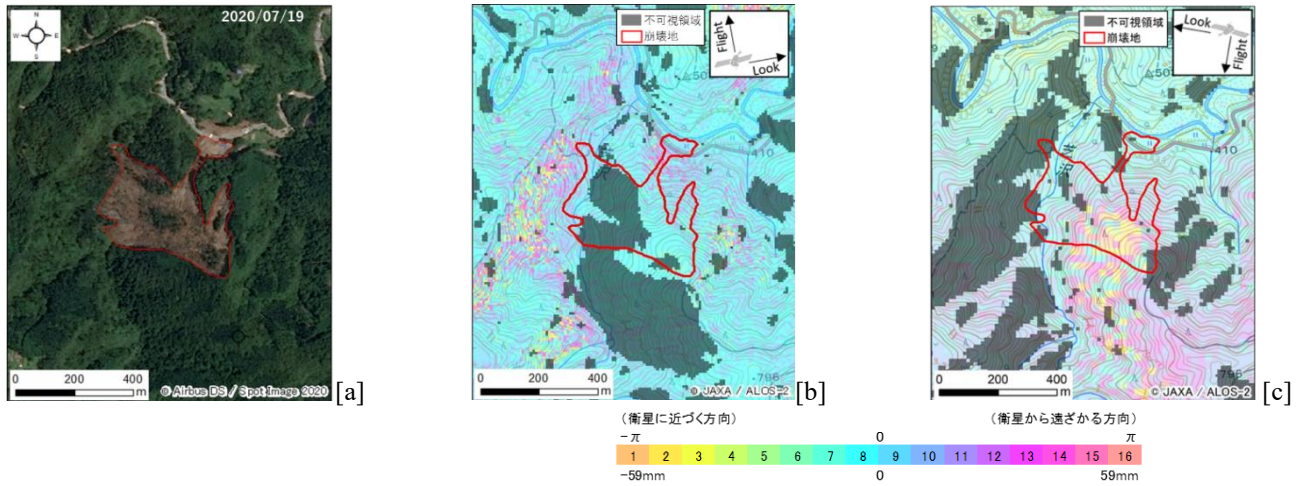 2020/07/19
N
W E
S
0 200 400
m
© Airbus DS / Spot Image 2020
[a]
不可視領域
崩壊地
Flight
Look
410
0 200 400
m
© JAXA / ALOS-2
[b]
不可視領域
崩壊地
Look
Flight
410
0 200 400
m
© JAXA / ALOS-2
[c]
(衛星に近づく方向) (衛星から遠ざかる方向)
-π 0 π
1 2 3 4 5 6 7 8 9 10 11 12 13 14 15 16
-59mm 0 59mm